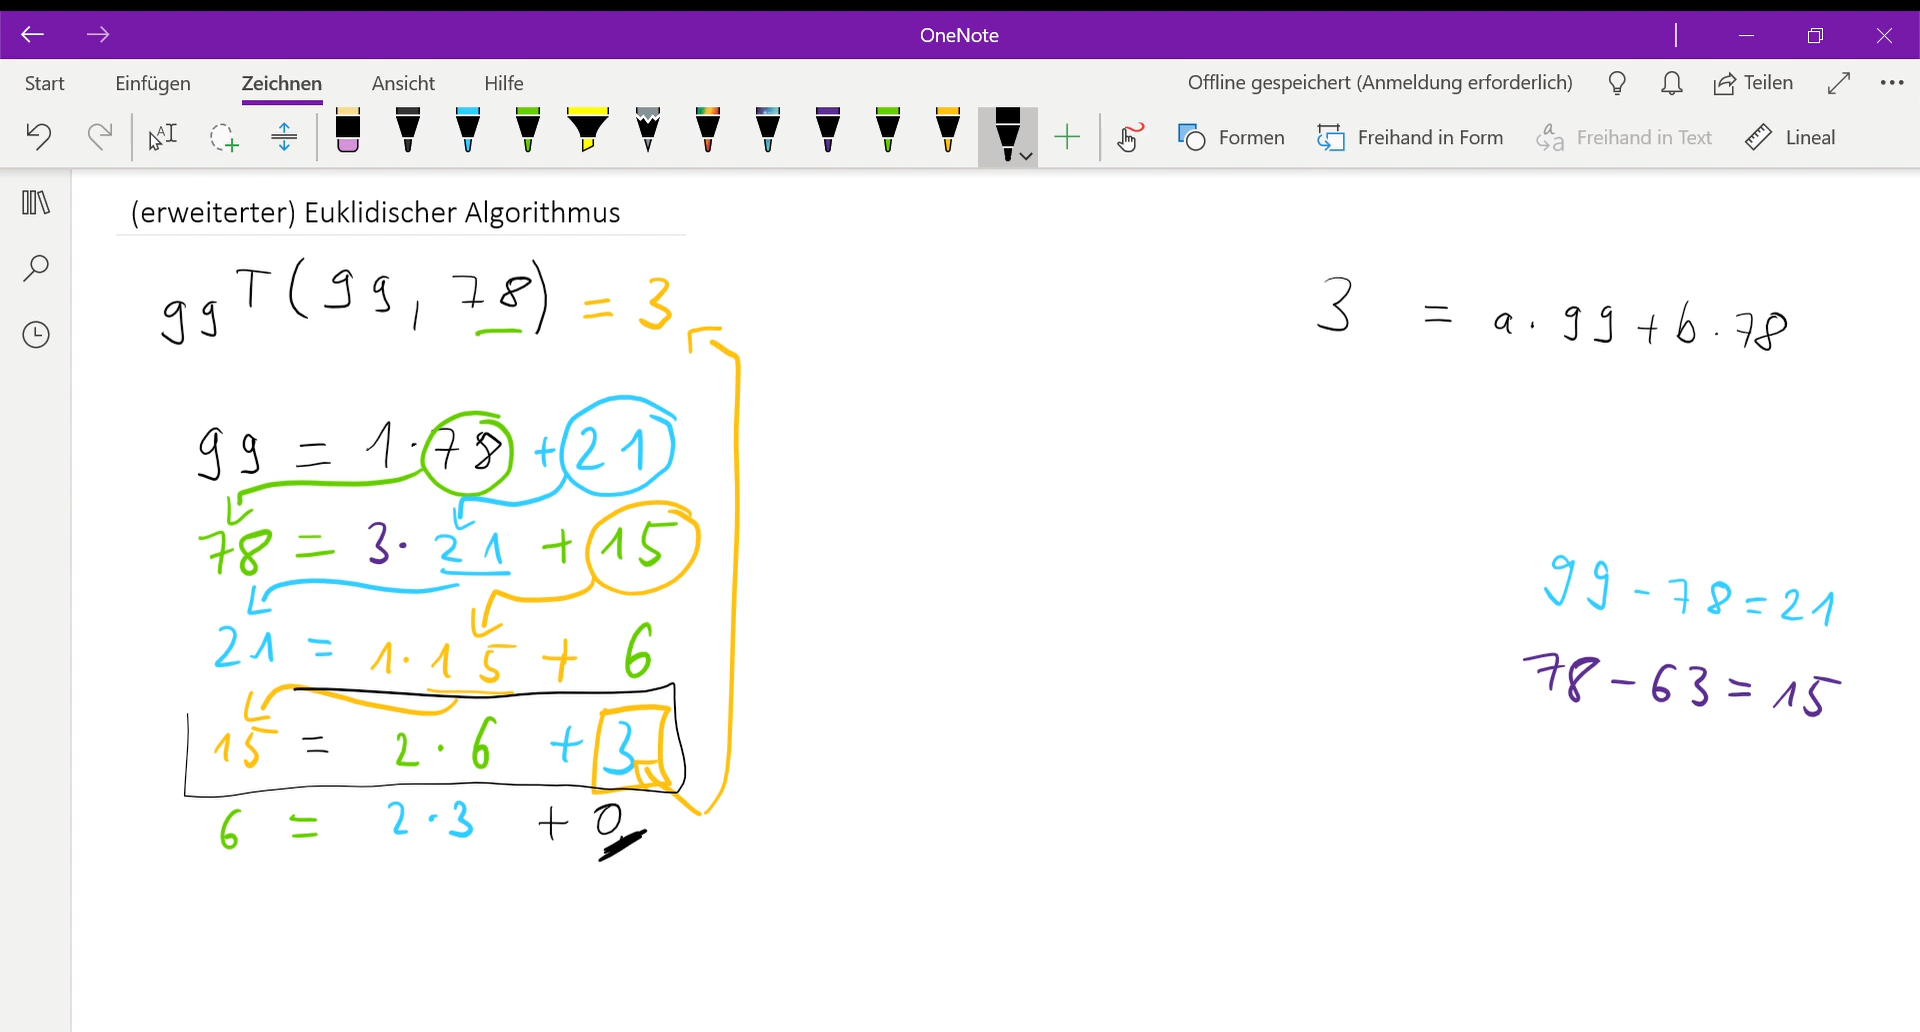 OneNote
Start Einfügen Zeichnen Ansicht Hilfe Offline gespeichert (Anmeldung erforderlich) Teilen
Formen Freihand in Form Freihand in Text Lineal
(erweiterter) Euklidischer Algorithmus
ggT(99, 78) = 3
3 = a·99 + b·78
99 = 1·78 + 21
78 = 3·21 + 15
21 = 1·15 + 6
15 = 2·6 + 3
6 = 2·3 + 0
99 - 78 = 21
78 - 63 = 15